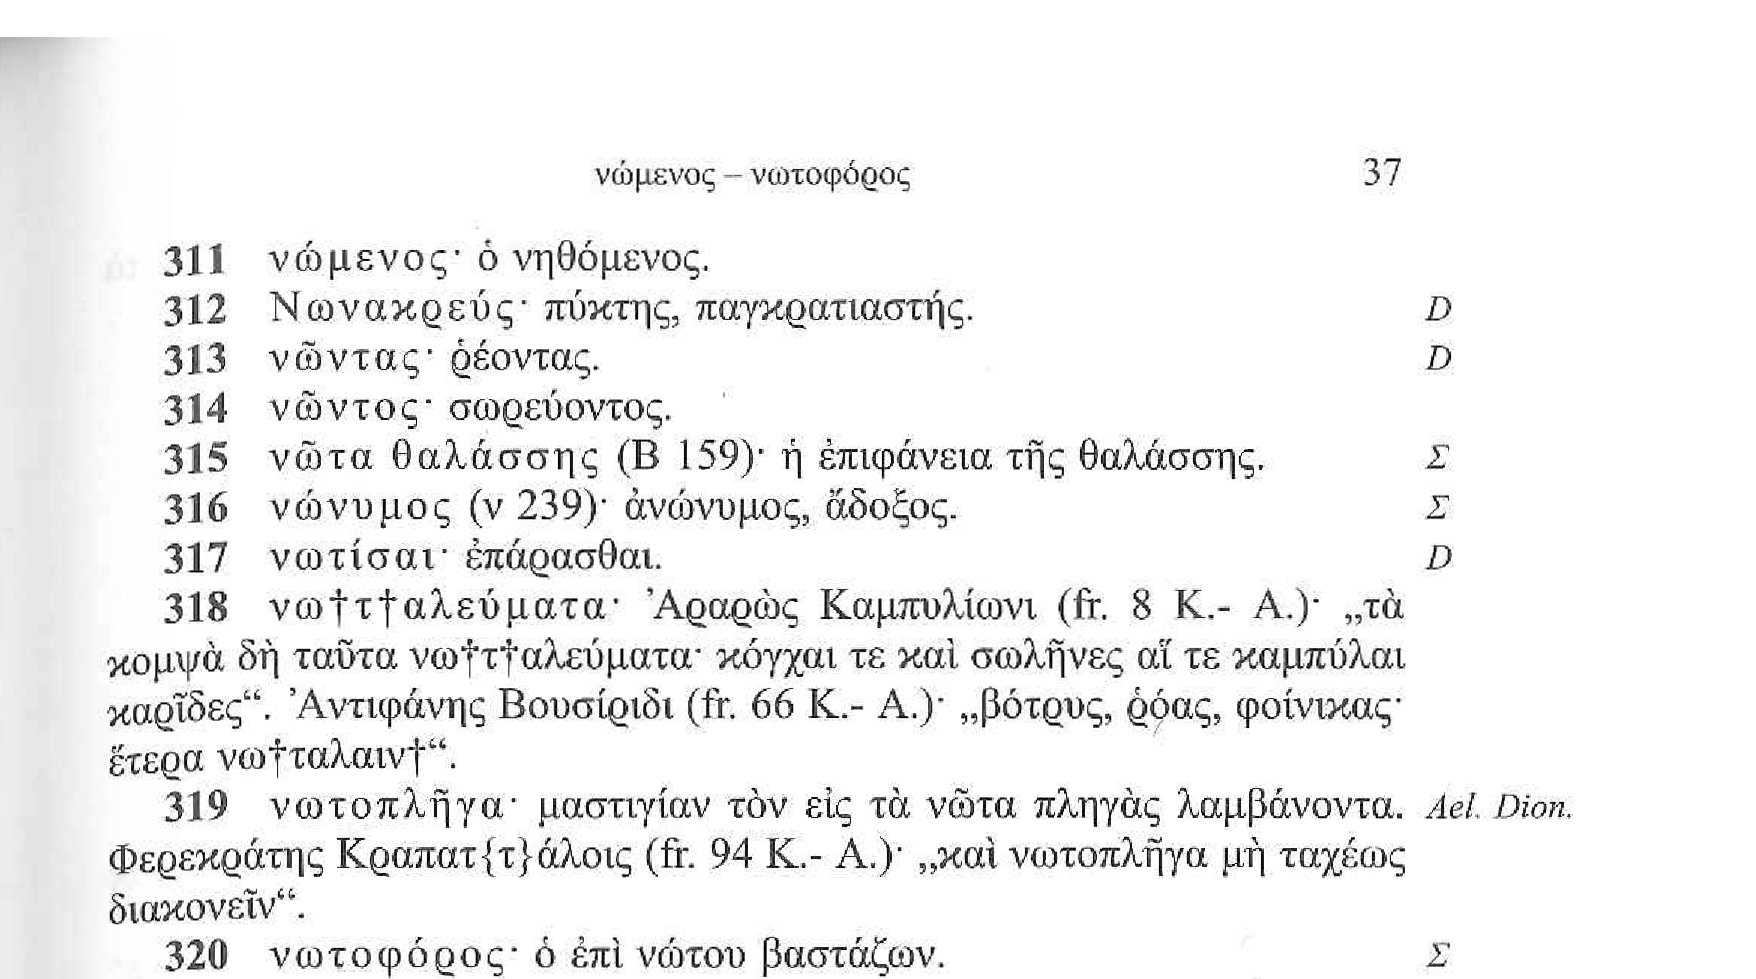 νώμενος – νωτοφόρος 37
311 νώμενος· ὁ νηθόμενος.
312 Νωνακρεύς· πύκτης, παγκρατιαστής. D
313 νῶντας· ῥέοντας. D
314 νῶντος· σωρεύοντος.
315 νῶτα θαλάσσης (Β 159)· ἡ ἐπιφάνεια τῆς θαλάσσης. Σ
316 νώνυμος (ν 239)· ἀνώνυμος, ἄδοξος. Σ
317 νωτίσαι· ἐπάρασθαι. D
318 νω†τ†αλεύματα· Ἀραρὼς Καμπυλίωνι (fr. 8 K.- A.)· „τὰ
κομψὰ δὴ ταῦτα νω†τ†αλεύματα· κόγχαι τε καὶ σωλῆνες αἵ τε καμπύλαι
καρῖδες“. Ἀντιφάνης Βουσίριδι (fr. 66 K.- A.)· „βότρυς, ῥόας, φοίνικας·
ἕτερα νω†ταλαιν†“.
319 νωτοπλῆγα· μαστιγίαν τὸν εἰς τὰ νῶτα πληγὰς λαμβάνοντα. Ael. Dion.
Φερεκράτης Κραπατ{τ}άλοις (fr. 94 K.- A.)· „καὶ νωτοπλῆγα μὴ ταχέως
διακονεῖν“.
320 νωτοφόρος· ὁ ἐπὶ νώτου βαστάζων. Σ